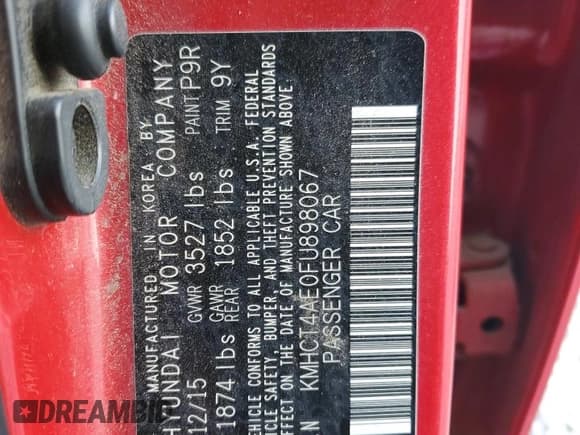 MANUFACTURED IN KOREA BY
HYUNDAI MOTOR COMPANY
12/15 GVWR 3527 lbs PAINT P9R
1874 lbs GAWR REAR 1852 lbs TRIM 9Y
VEHICLE CONFORMS TO ALL APPLICABLE U.S.A. FEDERAL
VEHICLE SAFETY, BUMPER, AND THEFT PREVENTION STANDARDS
EFFECT ON THE DATE OF MANUFACTURE SHOWN ABOVE.
KMHCT4AE0FU898067
PASSENGER CAR
DREAMBID